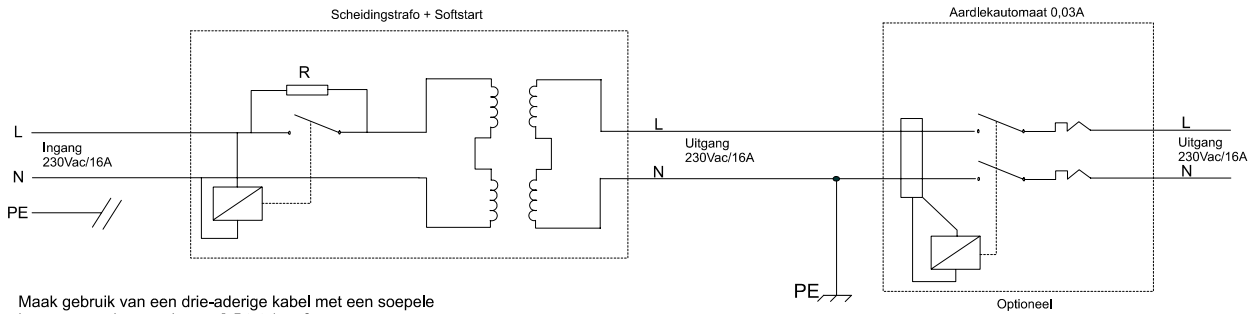 Scheidingstrafo + Softstart
Aardlekautomaat 0,03A
R
L
Ingang
230Vac/16A
N
PE
L
Uitgang
230Vac/16A
N
PE
L
Uitgang
230Vac/16A
N
Optioneel
Maak gebruik van een drie-aderige kabel met een soepele